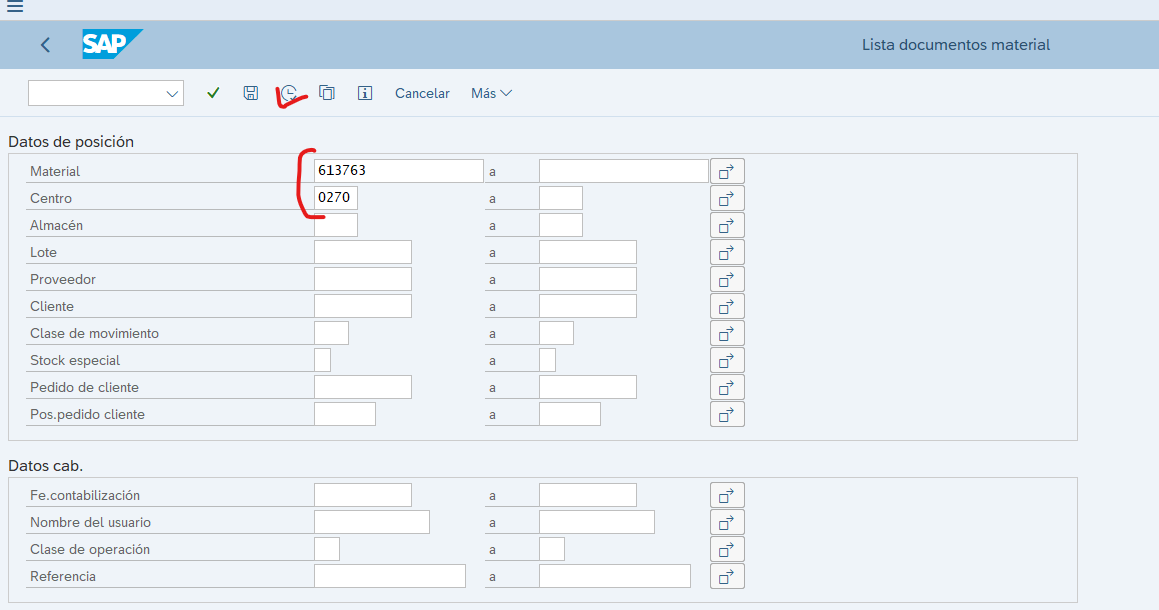 SAP
Lista documentos material
Cancelar Más
Datos de posición
Material 613763 a
Centro 0270 a
Almacén a
Lote a
Proveedor a
Cliente a
Clase de movimiento a
Stock especial a
Pedido de cliente a
Pos.pedido cliente a
Datos cab.
Fe.contabilización a
Nombre del usuario a
Clase de operación a
Referencia a